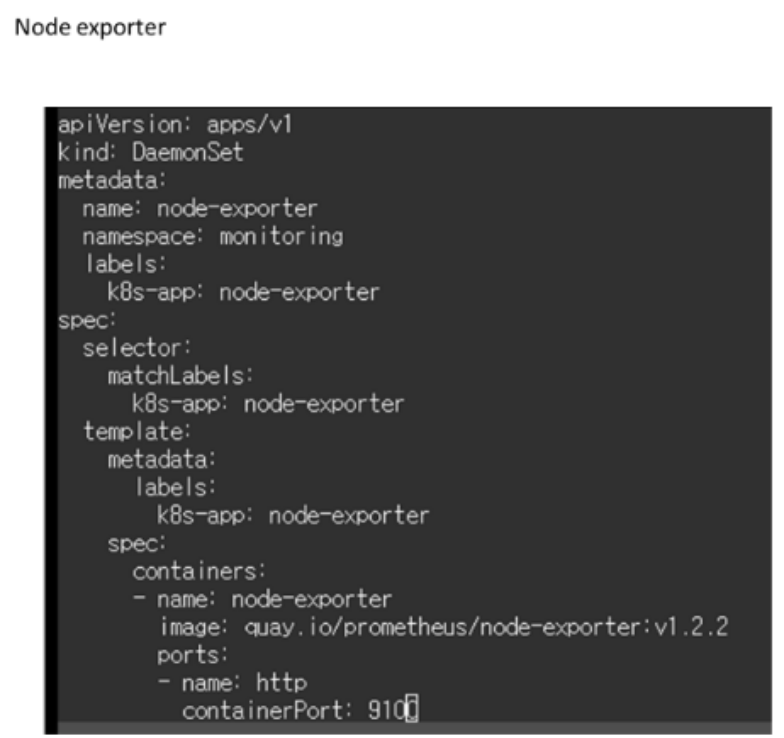 Node exporter
apiVersion: apps/v1
kind: DaemonSet
metadata:
  name: node-exporter
  namespace: monitoring
  labels:
    k8s-app: node-exporter
spec:
  selector:
    matchLabels:
      k8s-app: node-exporter
  template:
    metadata:
      labels:
        k8s-app: node-exporter
    spec:
      containers:
      - name: node-exporter
        image: quay.io/prometheus/node-exporter:v1.2.2
        ports:
        - name: http
          containerPort: 9100